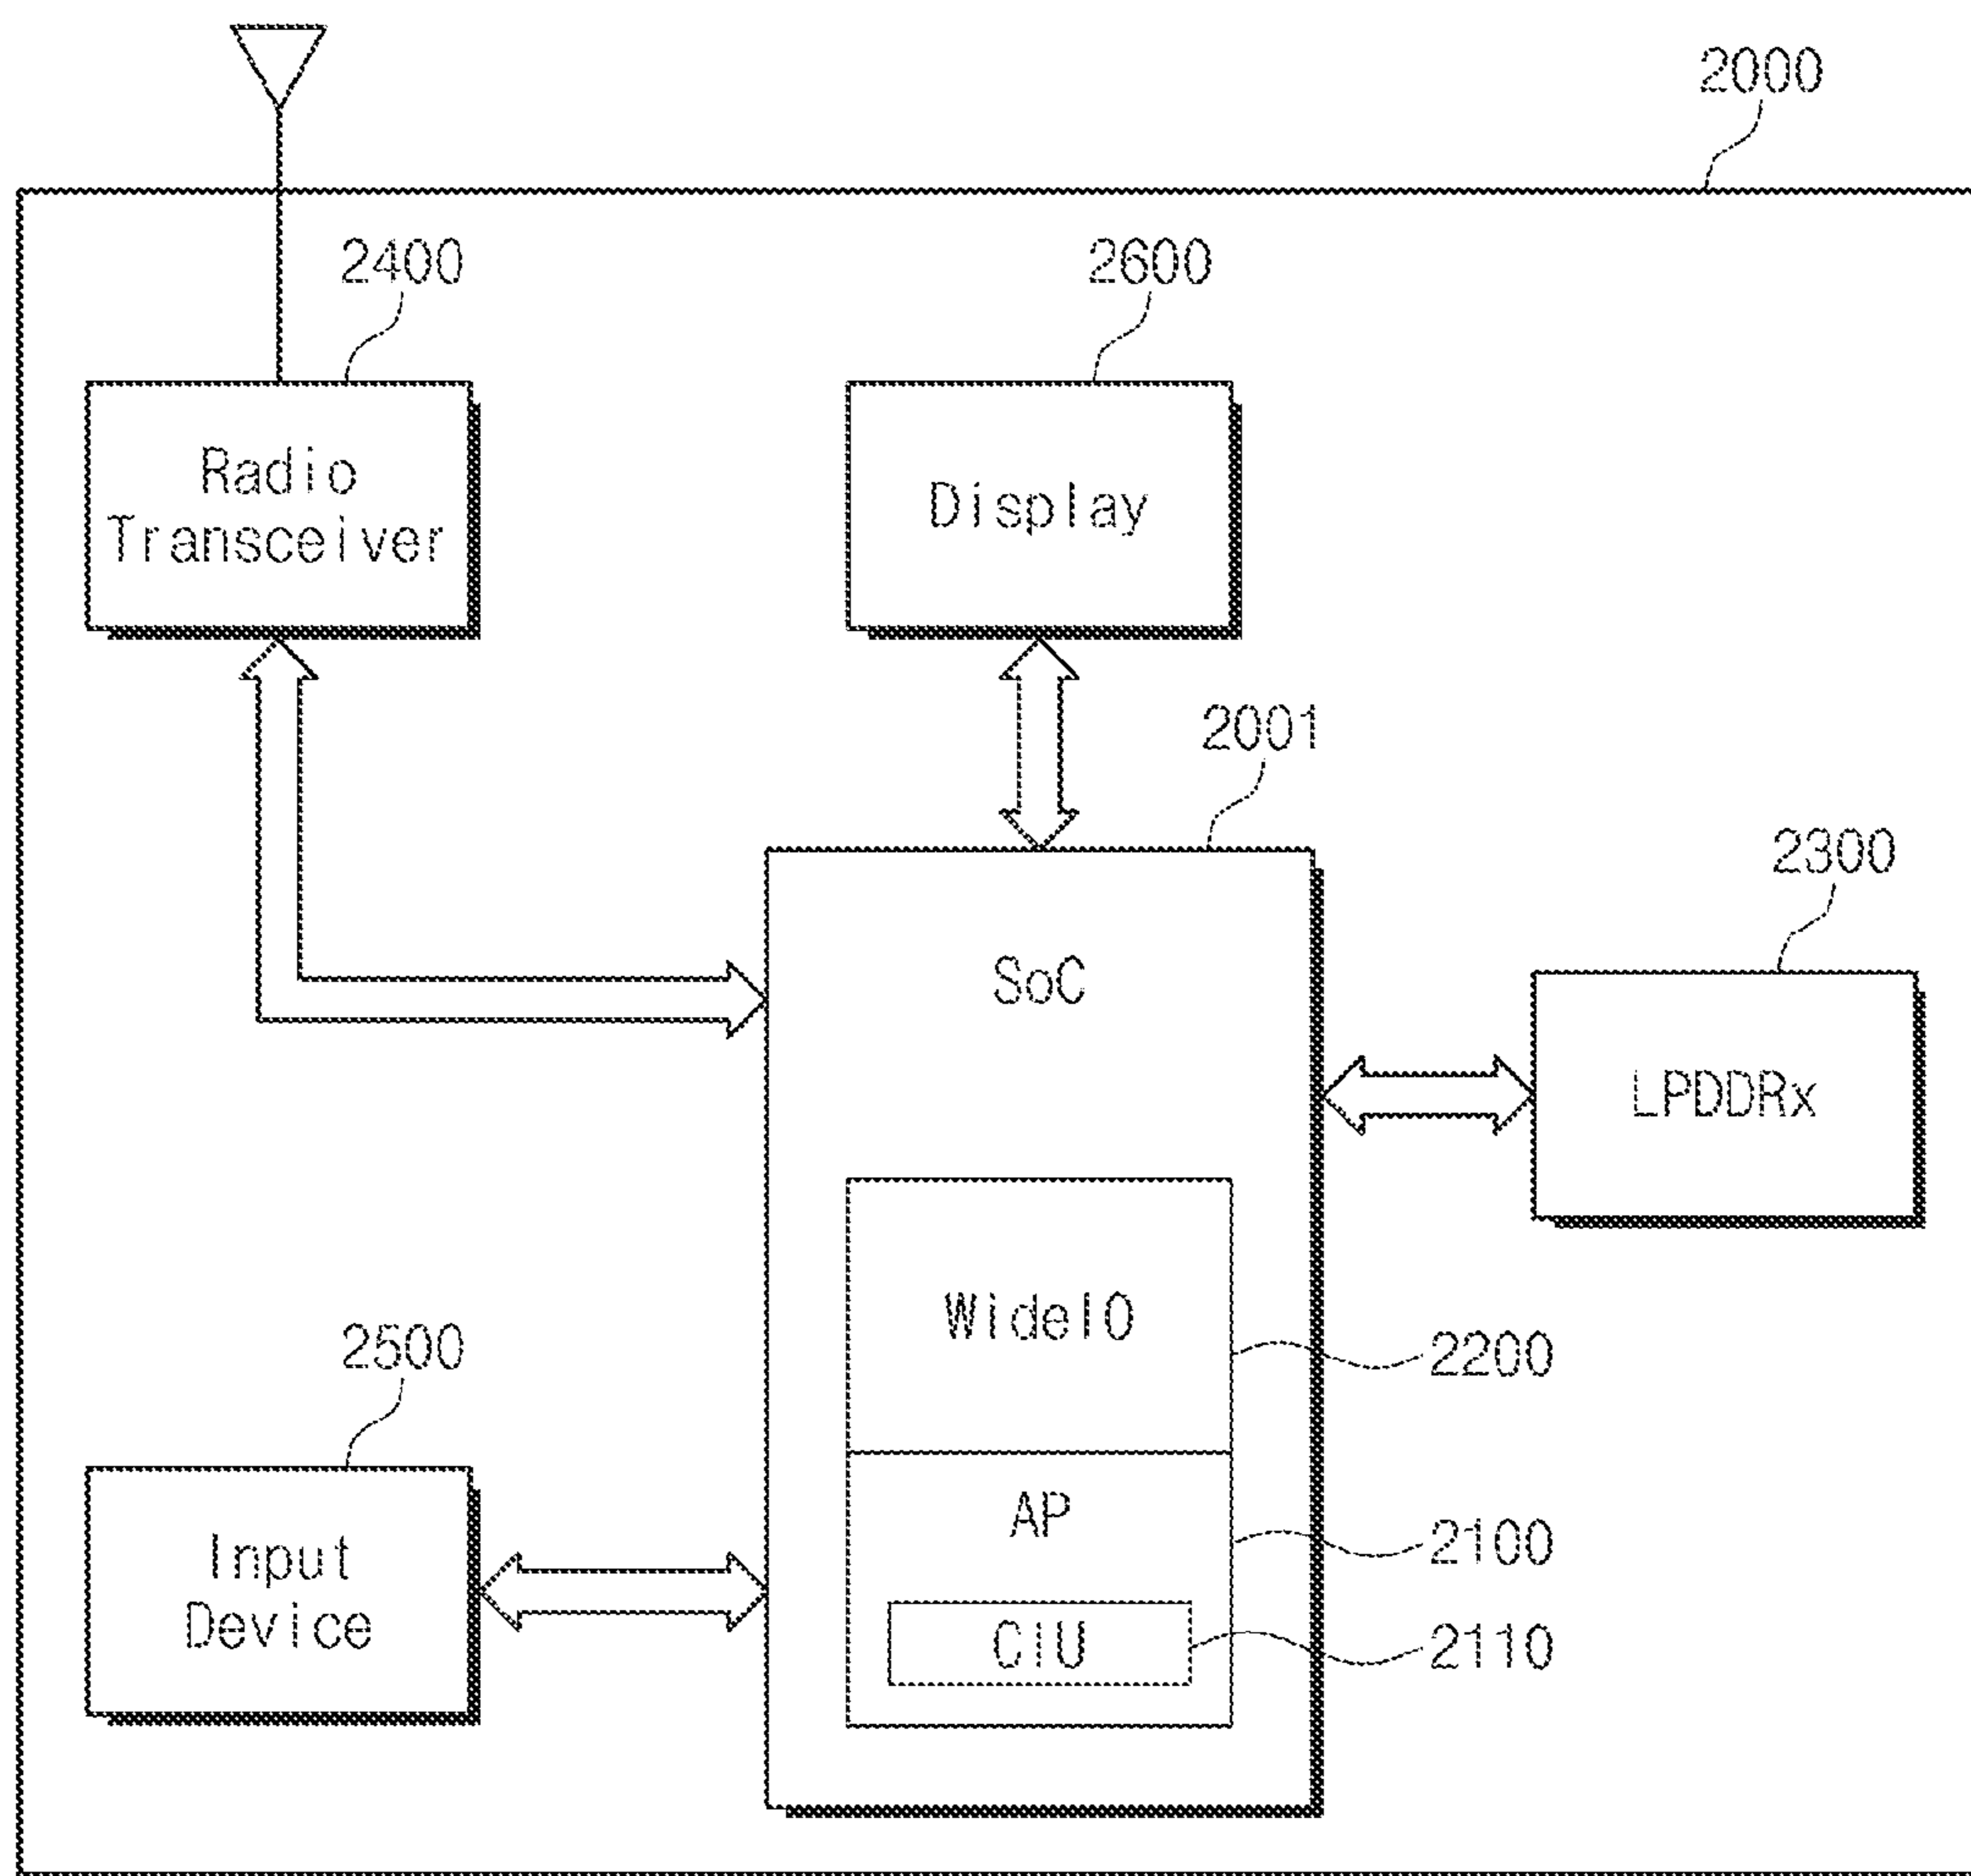 2000
2400
2600
Radio
Transceiver
Display
2001
2300
SoC
LPDDRx
WideIO
2200
2500
AP
2100
Input
Device
CIU
2110